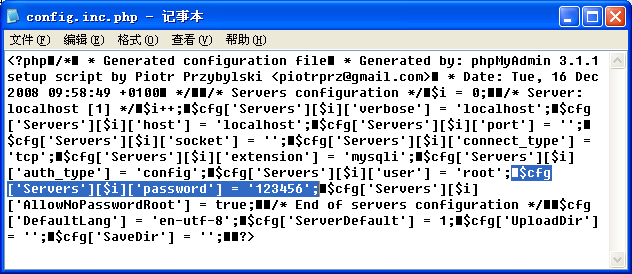 config.inc.php - 记事本
文件(F) 编辑(E) 格式(O) 查看(V) 帮助(H)
<?php■/*■ * Generated configuration file■ * Generated by: phpMyAdmin 3.1.1
setup script by Piotr Przybylski <piotrprz@gmail.com>■ * Date: Tue, 16 Dec
2008 09:58:49 +0100■ */■■/* Servers configuration */■$i = 0;■■/* Server:
localhost [1] */■$i++;■$cfg['Servers'][$i]['verbose'] = 'localhost';■$cfg
['Servers'][$i]['host'] = 'localhost';■$cfg['Servers'][$i]['port'] = '';■
$cfg['Servers'][$i]['socket'] = '';■$cfg['Servers'][$i]['connect_type'] =
'tcp';■$cfg['Servers'][$i]['extension'] = 'mysqli';■$cfg['Servers'][$i]
['auth_type'] = 'config';■$cfg['Servers'][$i]['user'] = 'root';■$cfg
['Servers'][$i]['password'] = '123456';■$cfg['Servers'][$i]
['AllowNoPasswordRoot'] = true;■■/* End of servers configuration */■■$cfg
['DefaultLang'] = 'en-utf-8';■$cfg['ServerDefault'] = 1;■$cfg['UploadDir']
= '';■$cfg['SaveDir'] = '';■■?>